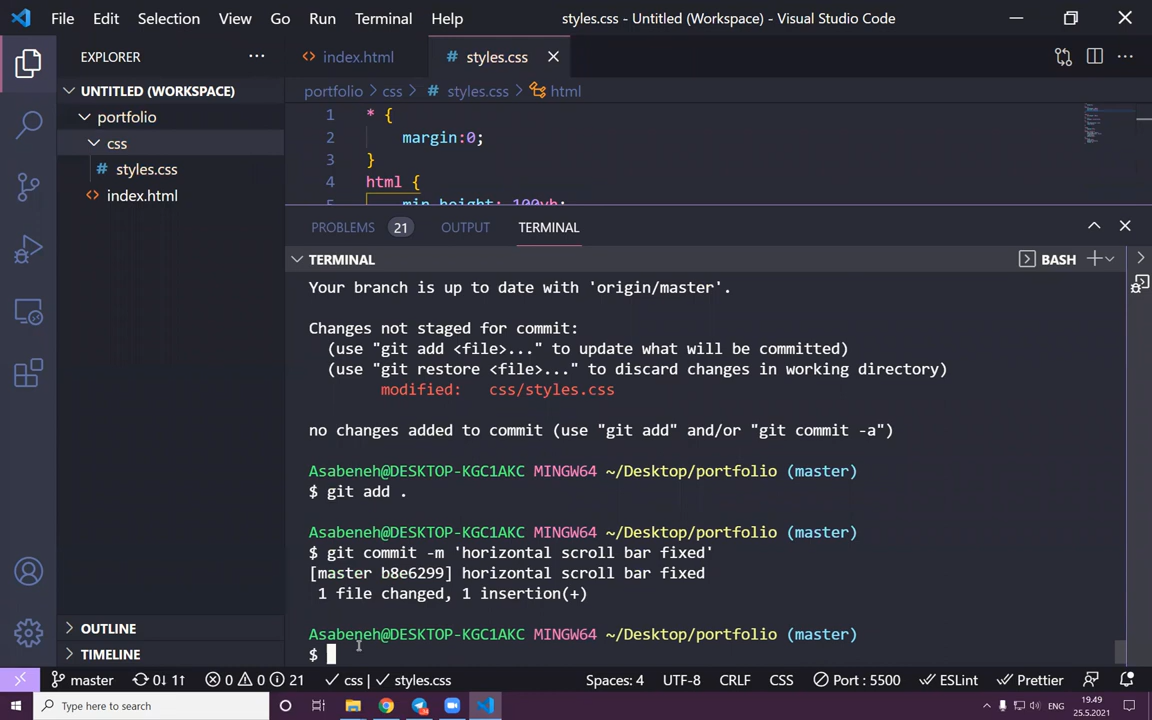 File Edit Selection View Go Run Terminal Help styles.css - Untitled (Workspace) - Visual Studio Code
EXPLORER
index.html # styles.css
UNTITLED (WORKSPACE)
portfolio > css > # styles.css > html
portfolio
1 * {
css
2 margin:0;
# styles.css
3 }
index.html
4 html {
5 min height: 100vh;
PROBLEMS 21 OUTPUT TERMINAL
TERMINAL
BASH
Your branch is up to date with 'origin/master'.
Changes not staged for commit:
(use "git add <file>..." to update what will be committed)
(use "git restore <file>..." to discard changes in working directory)
modified: css/styles.css
no changes added to commit (use "git add" and/or "git commit -a")
Asabeneh@DESKTOP-KGC1AKC MINGW64 ~/Desktop/portfolio (master)
$ git add .
Asabeneh@DESKTOP-KGC1AKC MINGW64 ~/Desktop/portfolio (master)
$ git commit -m 'horizontal scroll bar fixed'
[master b8e6299] horizontal scroll bar fixed
1 file changed, 1 insertion(+)
Asabeneh@DESKTOP-KGC1AKC MINGW64 ~/Desktop/portfolio (master)
$
OUTLINE
TIMELINE
master 0↓ 1↑ 0 0 21 css | styles.css Spaces: 4 UTF-8 CRLF CSS Port : 5500 ESLint Prettier
Type here to search
ENG
19.49
25.5.2021